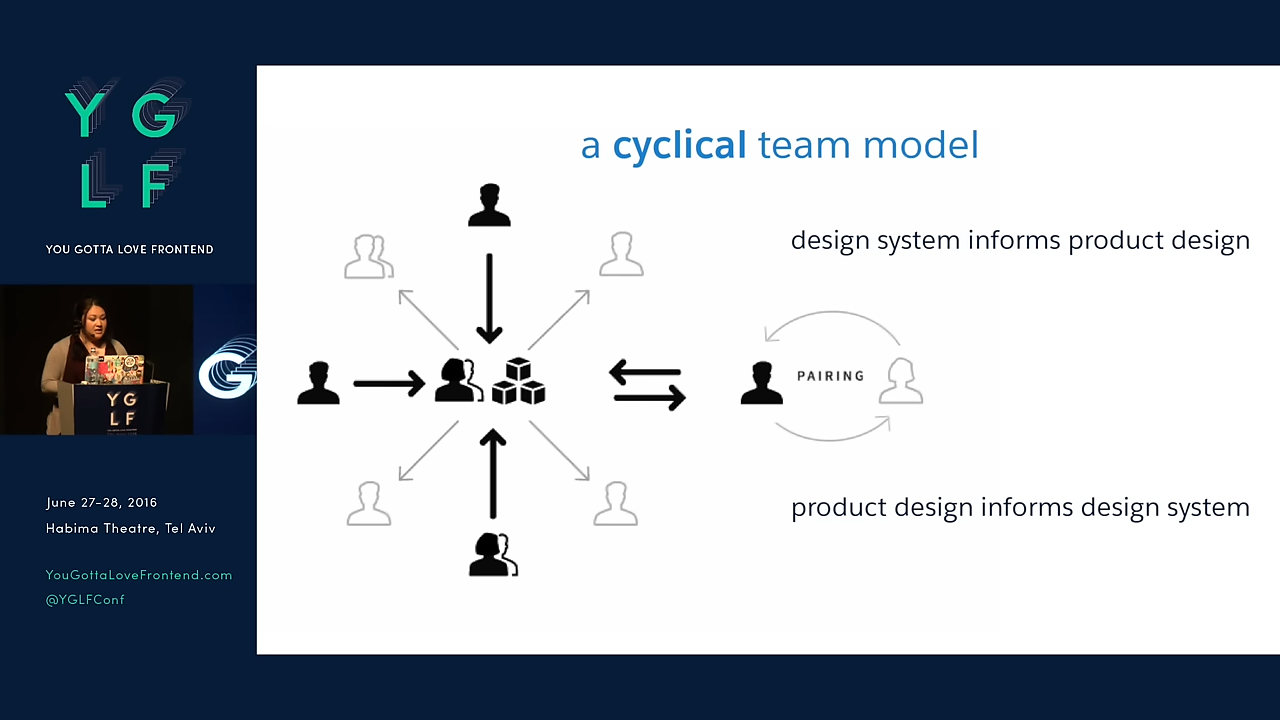 Y G
L F
YOU GOTTA LOVE FRONTEND
G
Y G
L F
June 27-28, 2016
Habima Theatre, Tel Aviv
YouGottaLoveFrontend.com
@YGLFConf
a cyclical team model
design system informs product design
PAIRING
product design informs design system